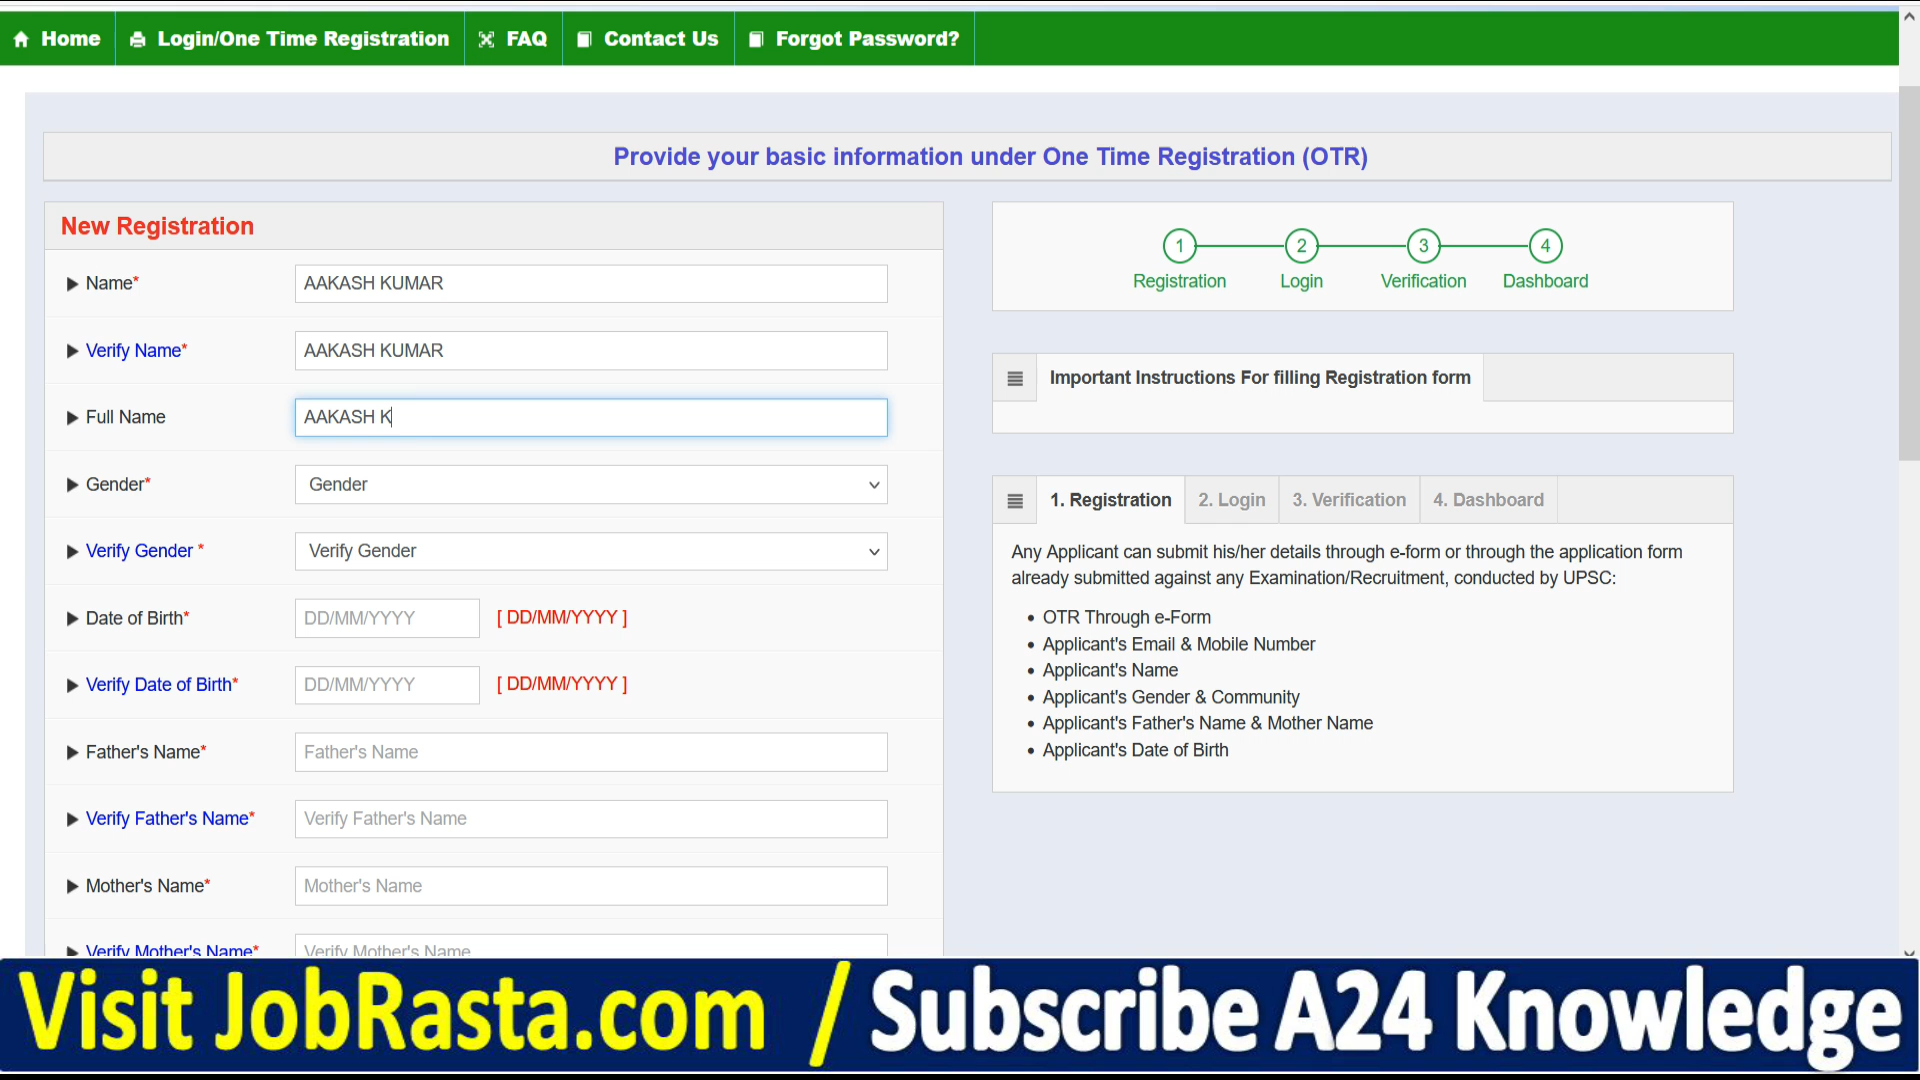 Home Login/One Time Registration FAQ Contact Us Forgot Password?
Provide your basic information under One Time Registration (OTR)
New Registration
Name* AAKASH KUMAR
Verify Name* AAKASH KUMAR
Full Name AAKASH K
Gender* Gender
Verify Gender * Verify Gender
Date of Birth* DD/MM/YYYY [ DD/MM/YYYY ]
Verify Date of Birth* DD/MM/YYYY [ DD/MM/YYYY ]
Father's Name* Father's Name
Verify Father's Name* Verify Father's Name
Mother's Name* Mother's Name
Verify Mother's Name* Verify Mother's Name
1 2 3 4
Registration Login Verification Dashboard
Important Instructions For filling Registration form
1. Registration 2. Login 3. Verification 4. Dashboard
Any Applicant can submit his/her details through e-form or through the application form
already submitted against any Examination/Recruitment, conducted by UPSC:
• OTR Through e-Form
• Applicant's Email & Mobile Number
• Applicant's Name
• Applicant's Gender & Community
• Applicant's Father's Name & Mother Name
• Applicant's Date of Birth
Visit JobRasta.com / Subscribe A24 Knowledge